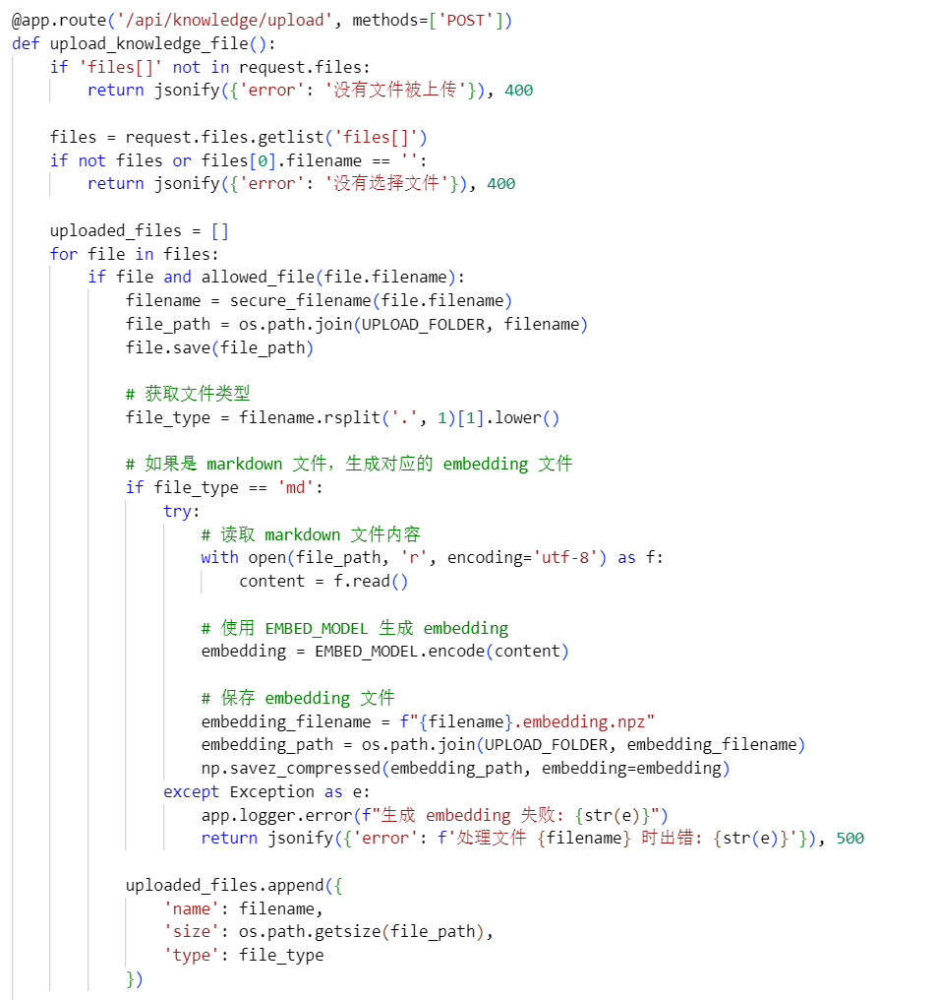 @app.route('/api/knowledge/upload', methods=['POST'])
def upload_knowledge_file():
    if 'files[]' not in request.files:
        return jsonify({'error': '没有文件被上传'}), 400

    files = request.files.getlist('files[]')
    if not files or files[0].filename == '':
        return jsonify({'error': '没有选择文件'}), 400

    uploaded_files = []
    for file in files:
        if file and allowed_file(file.filename):
            filename = secure_filename(file.filename)
            file_path = os.path.join(UPLOAD_FOLDER, filename)
            file.save(file_path)

            # 获取文件类型
            file_type = filename.rsplit('.', 1)[1].lower()

            # 如果是 markdown 文件，生成对应的 embedding 文件
            if file_type == 'md':
                try:
                    # 读取 markdown 文件内容
                    with open(file_path, 'r', encoding='utf-8') as f:
                        content = f.read()

                    # 使用 EMBED_MODEL 生成 embedding
                    embedding = EMBED_MODEL.encode(content)

                    # 保存 embedding 文件
                    embedding_filename = f"{filename}.embedding.npz"
                    embedding_path = os.path.join(UPLOAD_FOLDER, embedding_filename)
                    np.savez_compressed(embedding_path, embedding=embedding)
                except Exception as e:
                    app.logger.error(f"生成 embedding 失败: {str(e)}")
                    return jsonify({'error': f'处理文件 {filename} 时出错: {str(e)}'}), 500

            uploaded_files.append({
                'name': filename,
                'size': os.path.getsize(file_path),
                'type': file_type
            })